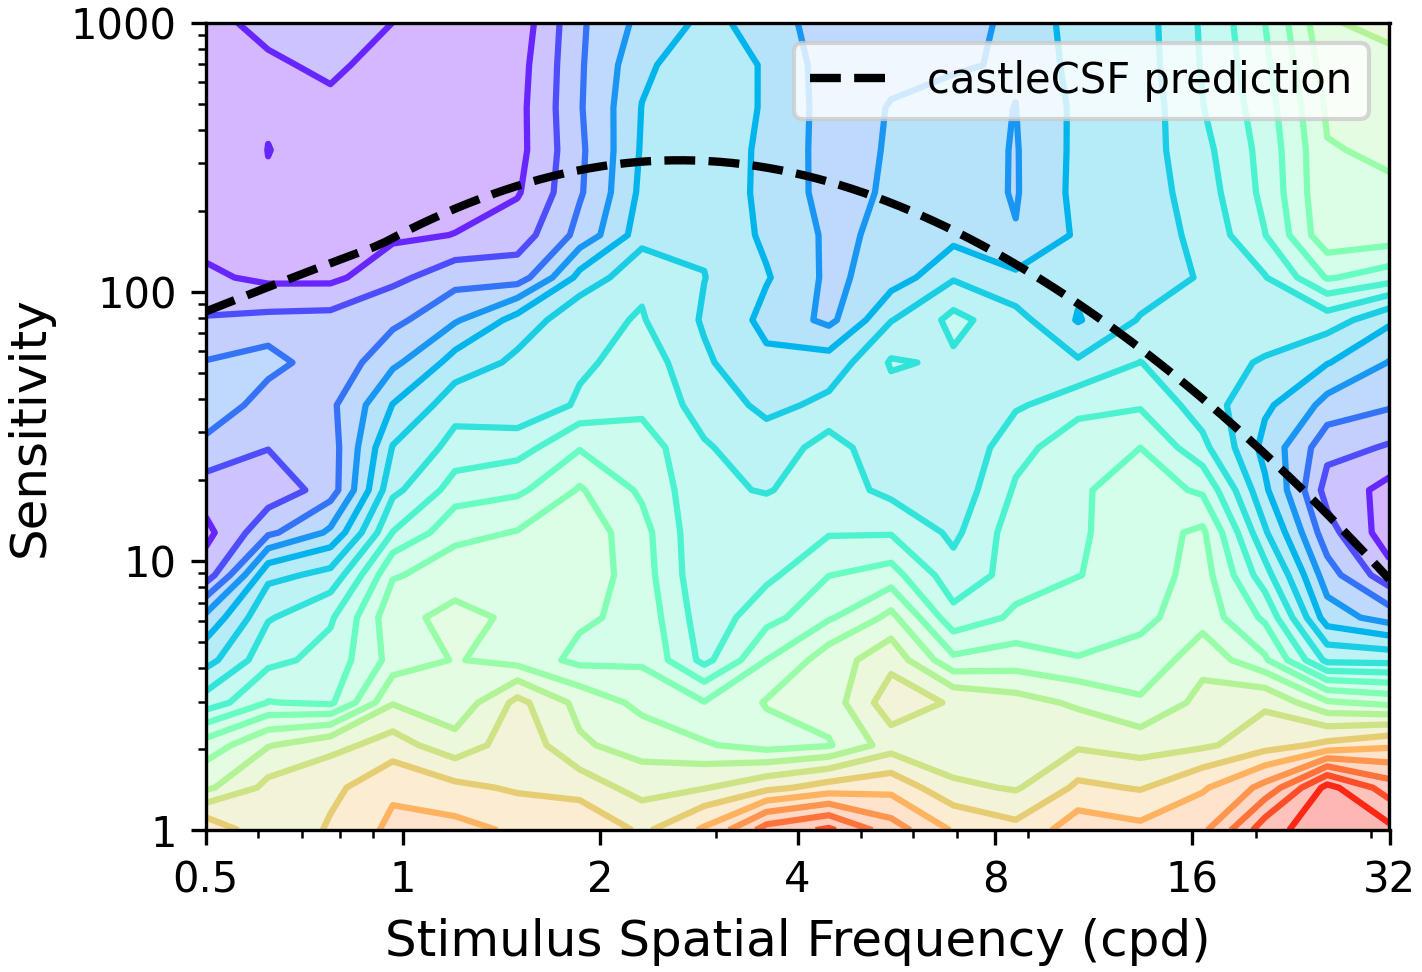 1000
castleCSF prediction
100
Sensitivity
10
1
0.5 1 2 4 8 16 32
Stimulus Spatial Frequency (cpd)